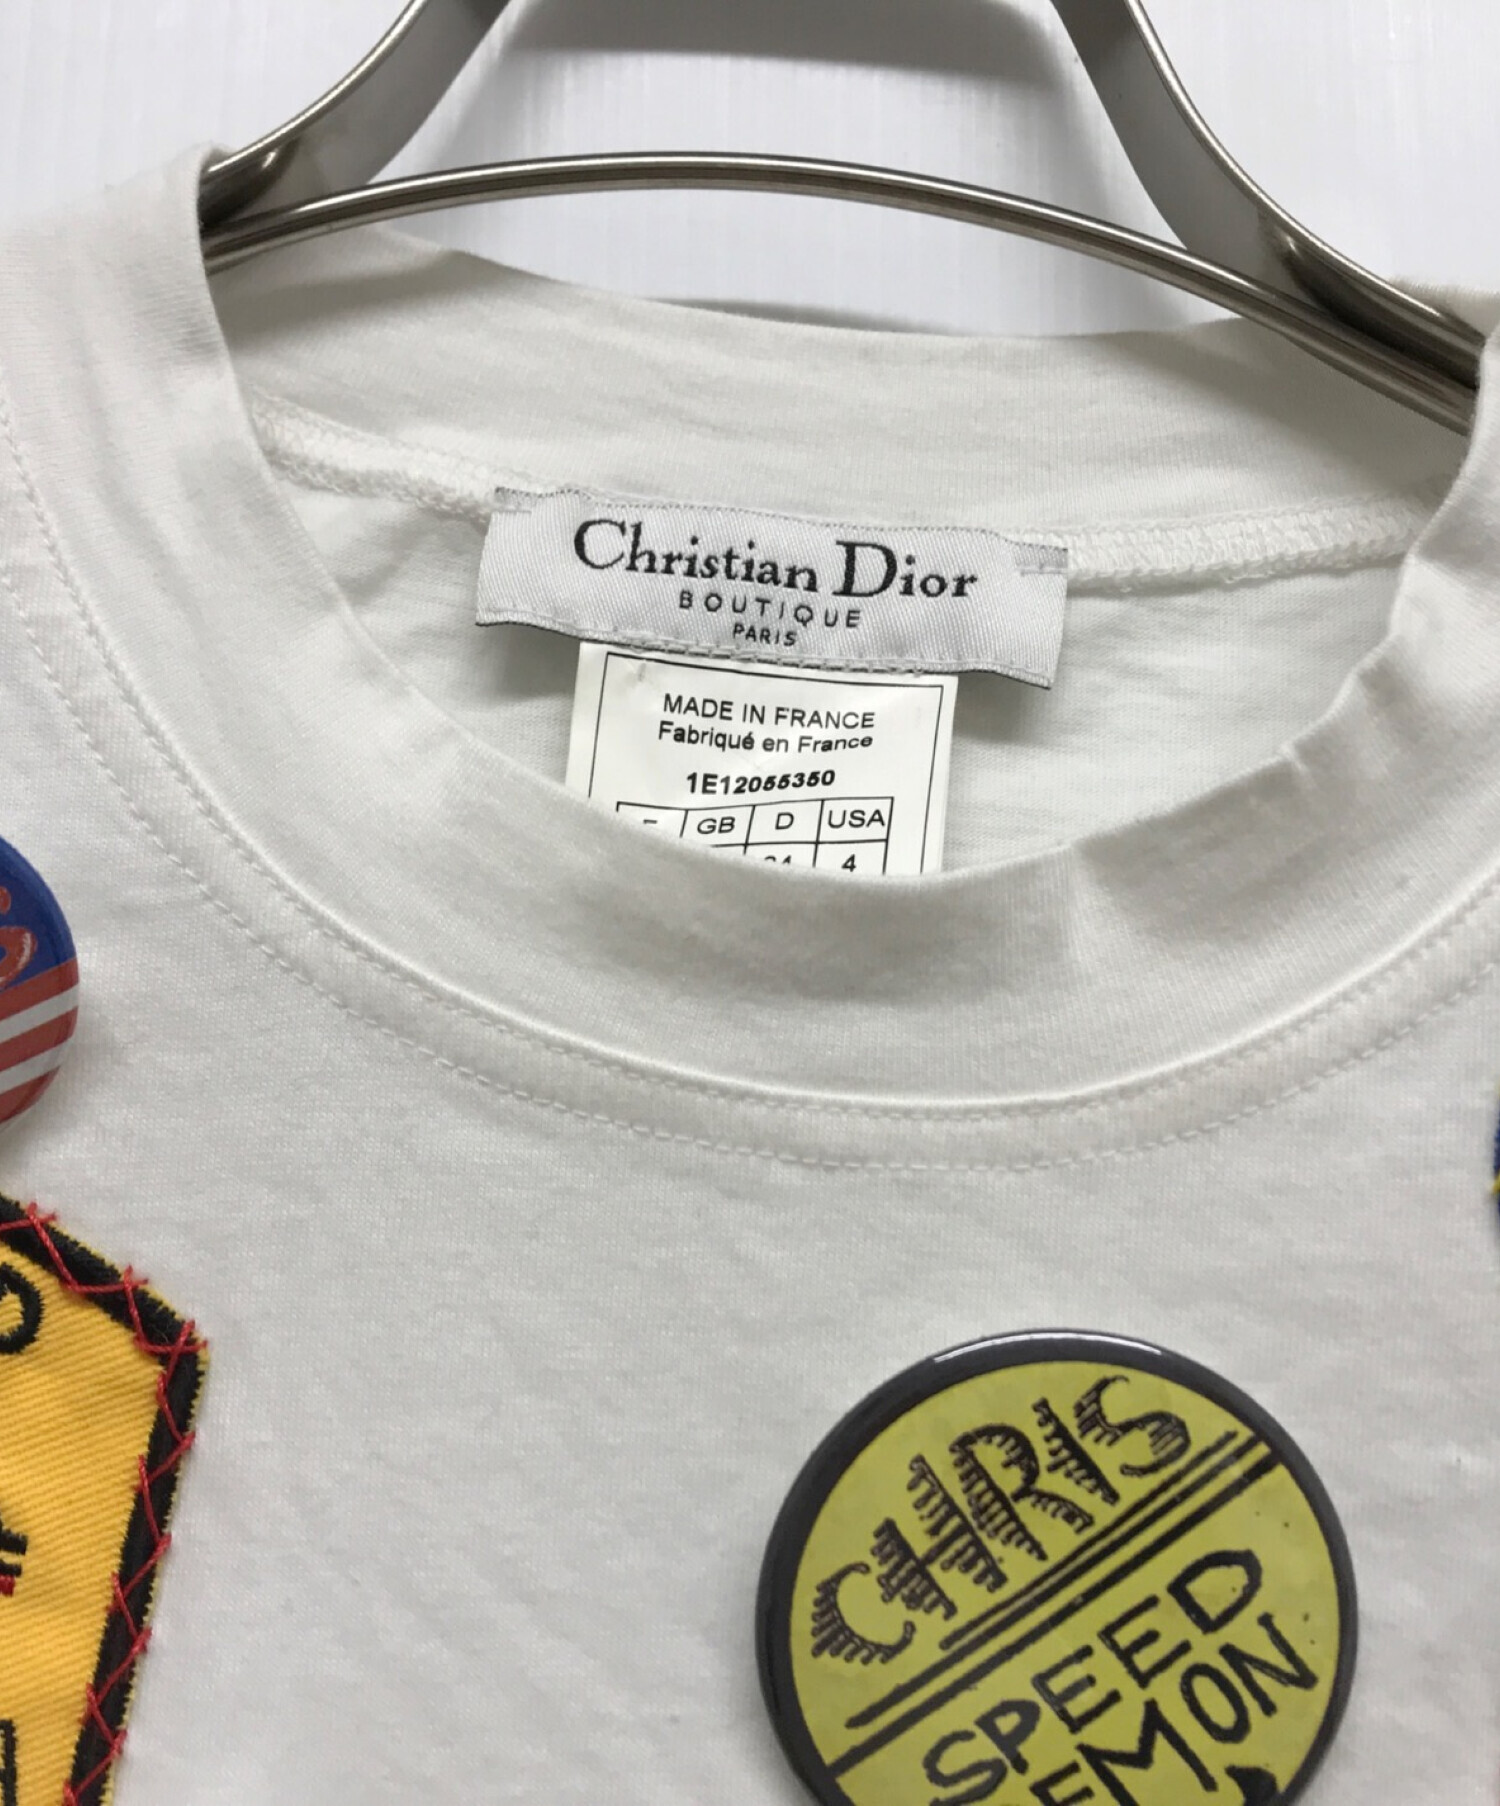 Christian Dior
BOUTIQUE
PARIS
MADE IN FRANCE
Fabriqué en France
1E12055350
GB D USA
4
CHRIS
SPEED